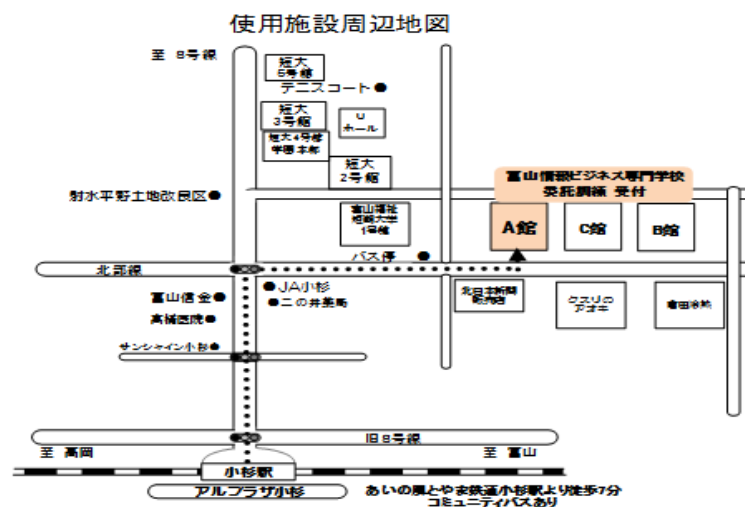 使用施設周辺地図
至 8号線
短大
5号館
テニスコート●
短大
3号館
U
ホール
短大4号館
学園本部
短大
2号館
富山情報ビジネス専門学校
委託訓練 受付
射水平野土地改良区●
富山福祉
短期大学
1号館
A館
C館
B館
バス停 ●
北部線
●JA小杉
●二の井薬局
富山信金●
高橋医院●
北日本新聞
販売店
クスリの
アオキ
サンシャイン小杉●
旧8号線
至 高岡
至 富山
小杉駅
アルプラザ小杉
あいの風とやま鉄道小杉駅より徒歩7分
コミュニティバスあり